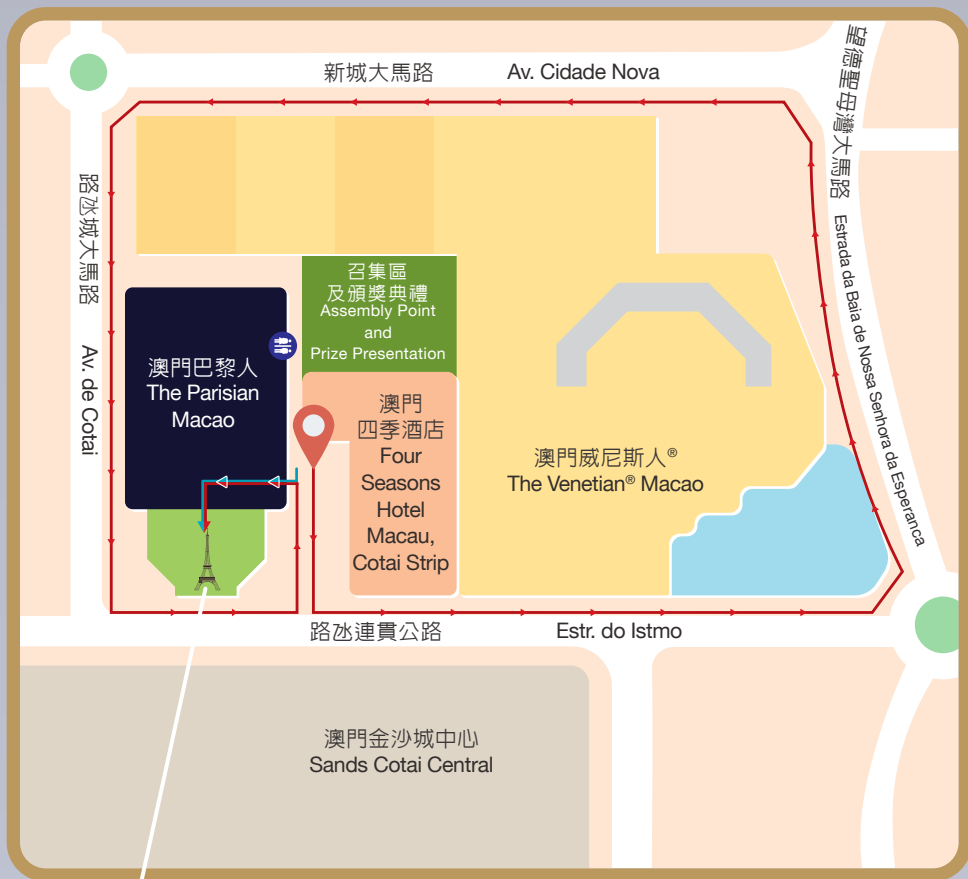 新城大馬路 Av. Cidade Nova
望德聖母灣大馬路 Estrada da Baia de Nossa Senhora da Esperanca
路氹城大馬路 Av. de Cotai
召集區
及頒獎典禮
Assembly Point
and
Prize Presentation
澳門巴黎人
The Parisian
Macao
澳門
四季酒店
Four
Seasons
Hotel
Macau,
Cotai Strip
澳門威尼斯人®
The Venetian® Macao
路氹連貫公路 Estr. do Istmo
澳門金沙城中心
Sands Cotai Central